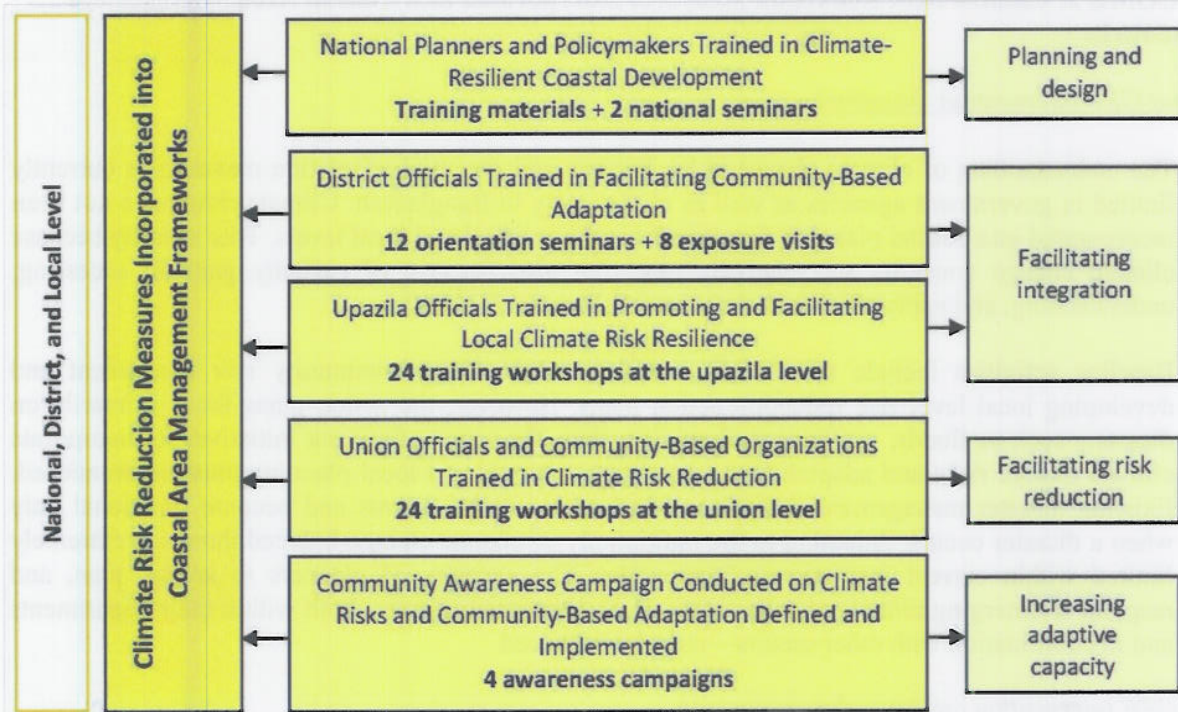 National, District, and Local Level
Climate Risk Reduction Measures Incorporated into
Coastal Area Management Frameworks
National Planners and Policymakers Trained in Climate-
Resilient Coastal Development
Training materials + 2 national seminars
Planning and
design
District Officials Trained in Facilitating Community-Based
Adaptation
12 orientation seminars + 8 exposure visits
Upazila Officials Trained in Promoting and Facilitating
Local Climate Risk Resilience
24 training workshops at the upazila level
Facilitating
integration
Union Officials and Community-Based Organizations
Trained in Climate Risk Reduction
24 training workshops at the union level
Facilitating risk
reduction
Community Awareness Campaign Conducted on Climate
Risks and Community-Based Adaptation Defined and
Implemented
4 awareness campaigns
Increasing
adaptive
capacity